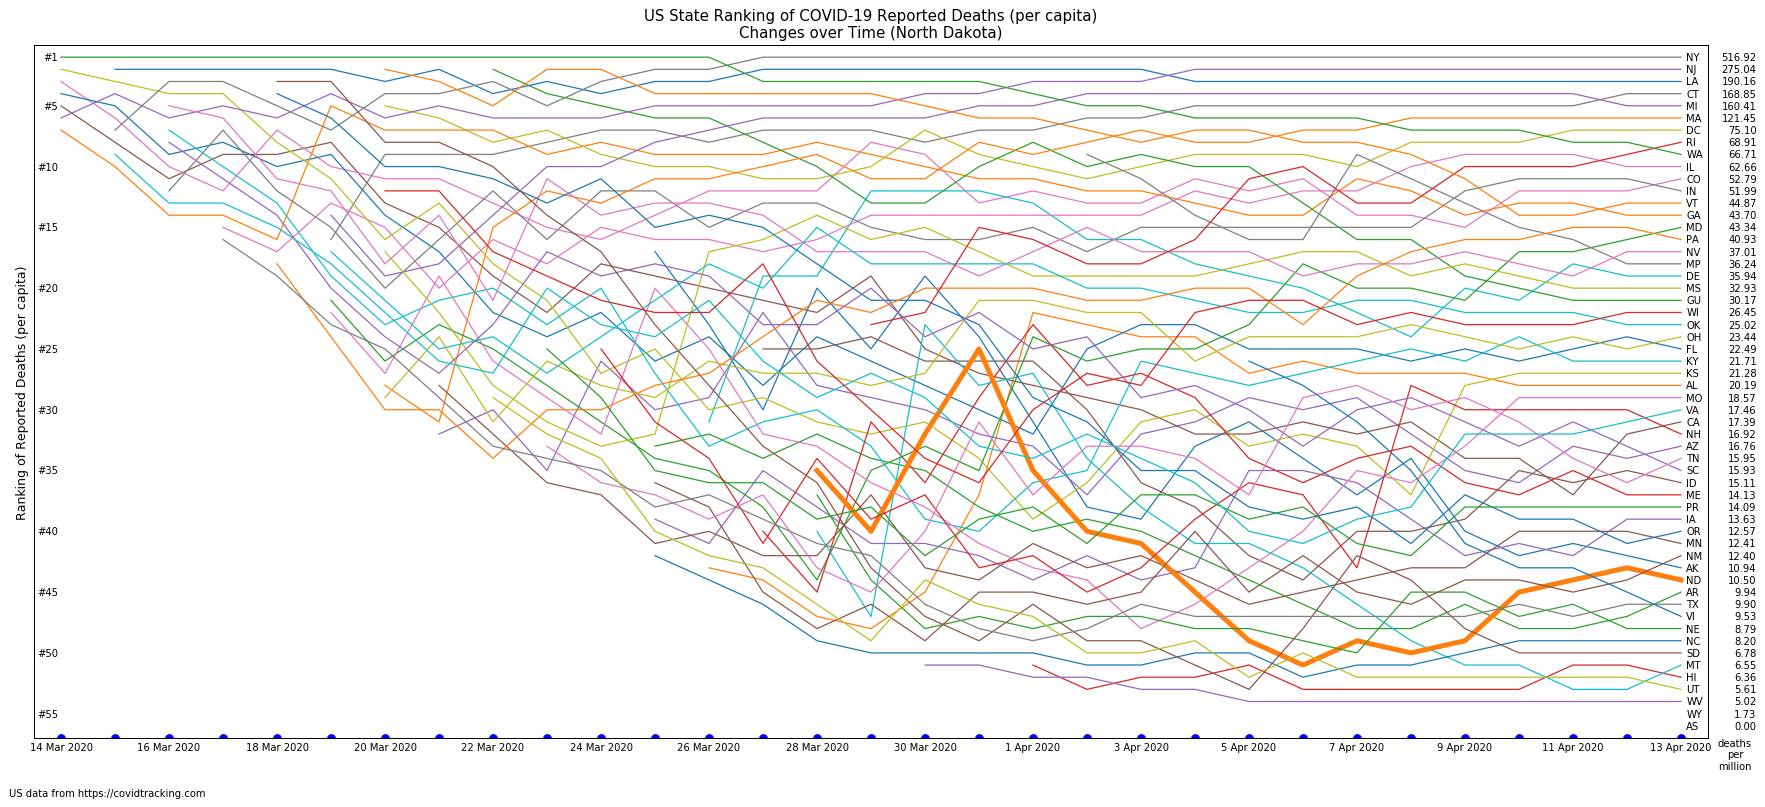 US State Ranking of COVID-19 Reported Deaths (per capita)
Changes over Time (North Dakota)
Ranking of Reported Deaths (per capita)
#1
#5
#10
#15
#20
#25
#30
#35
#40
#45
#50
#55
NY 516.92
NJ 275.04
LA 190.16
CT 168.85
MI 160.41
MA 121.45
DC 75.10
RI 68.91
WA 66.71
IL 62.66
CO 52.79
IN 51.99
VT 44.87
GA 43.70
MD 43.34
PA 40.93
NV 37.01
MP 36.24
DE 35.94
MS 32.93
GU 30.17
WI 26.45
OK 25.02
OH 23.44
FL 22.49
KY 21.71
KS 21.28
AL 20.19
MO 18.57
VA 17.46
CA 17.39
NH 16.92
AZ 16.76
TN 15.95
SC 15.93
ID 15.11
ME 14.13
PR 14.09
IA 13.63
OR 12.57
MN 12.41
NM 12.40
AK 10.94
ND 10.50
AR 9.94
TX 9.90
VI 9.53
NE 8.79
NC 8.20
SD 6.78
MT 6.55
HI 6.36
UT 5.61
WV 5.02
WY 1.73
AS 0.00
14 Mar 2020 16 Mar 2020 18 Mar 2020 20 Mar 2020 22 Mar 2020 24 Mar 2020 26 Mar 2020 28 Mar 2020 30 Mar 2020 1 Apr 2020 3 Apr 2020 5 Apr 2020 7 Apr 2020 9 Apr 2020 11 Apr 2020 13 Apr 2020
deaths
per
million
US data from https://covidtracking.com